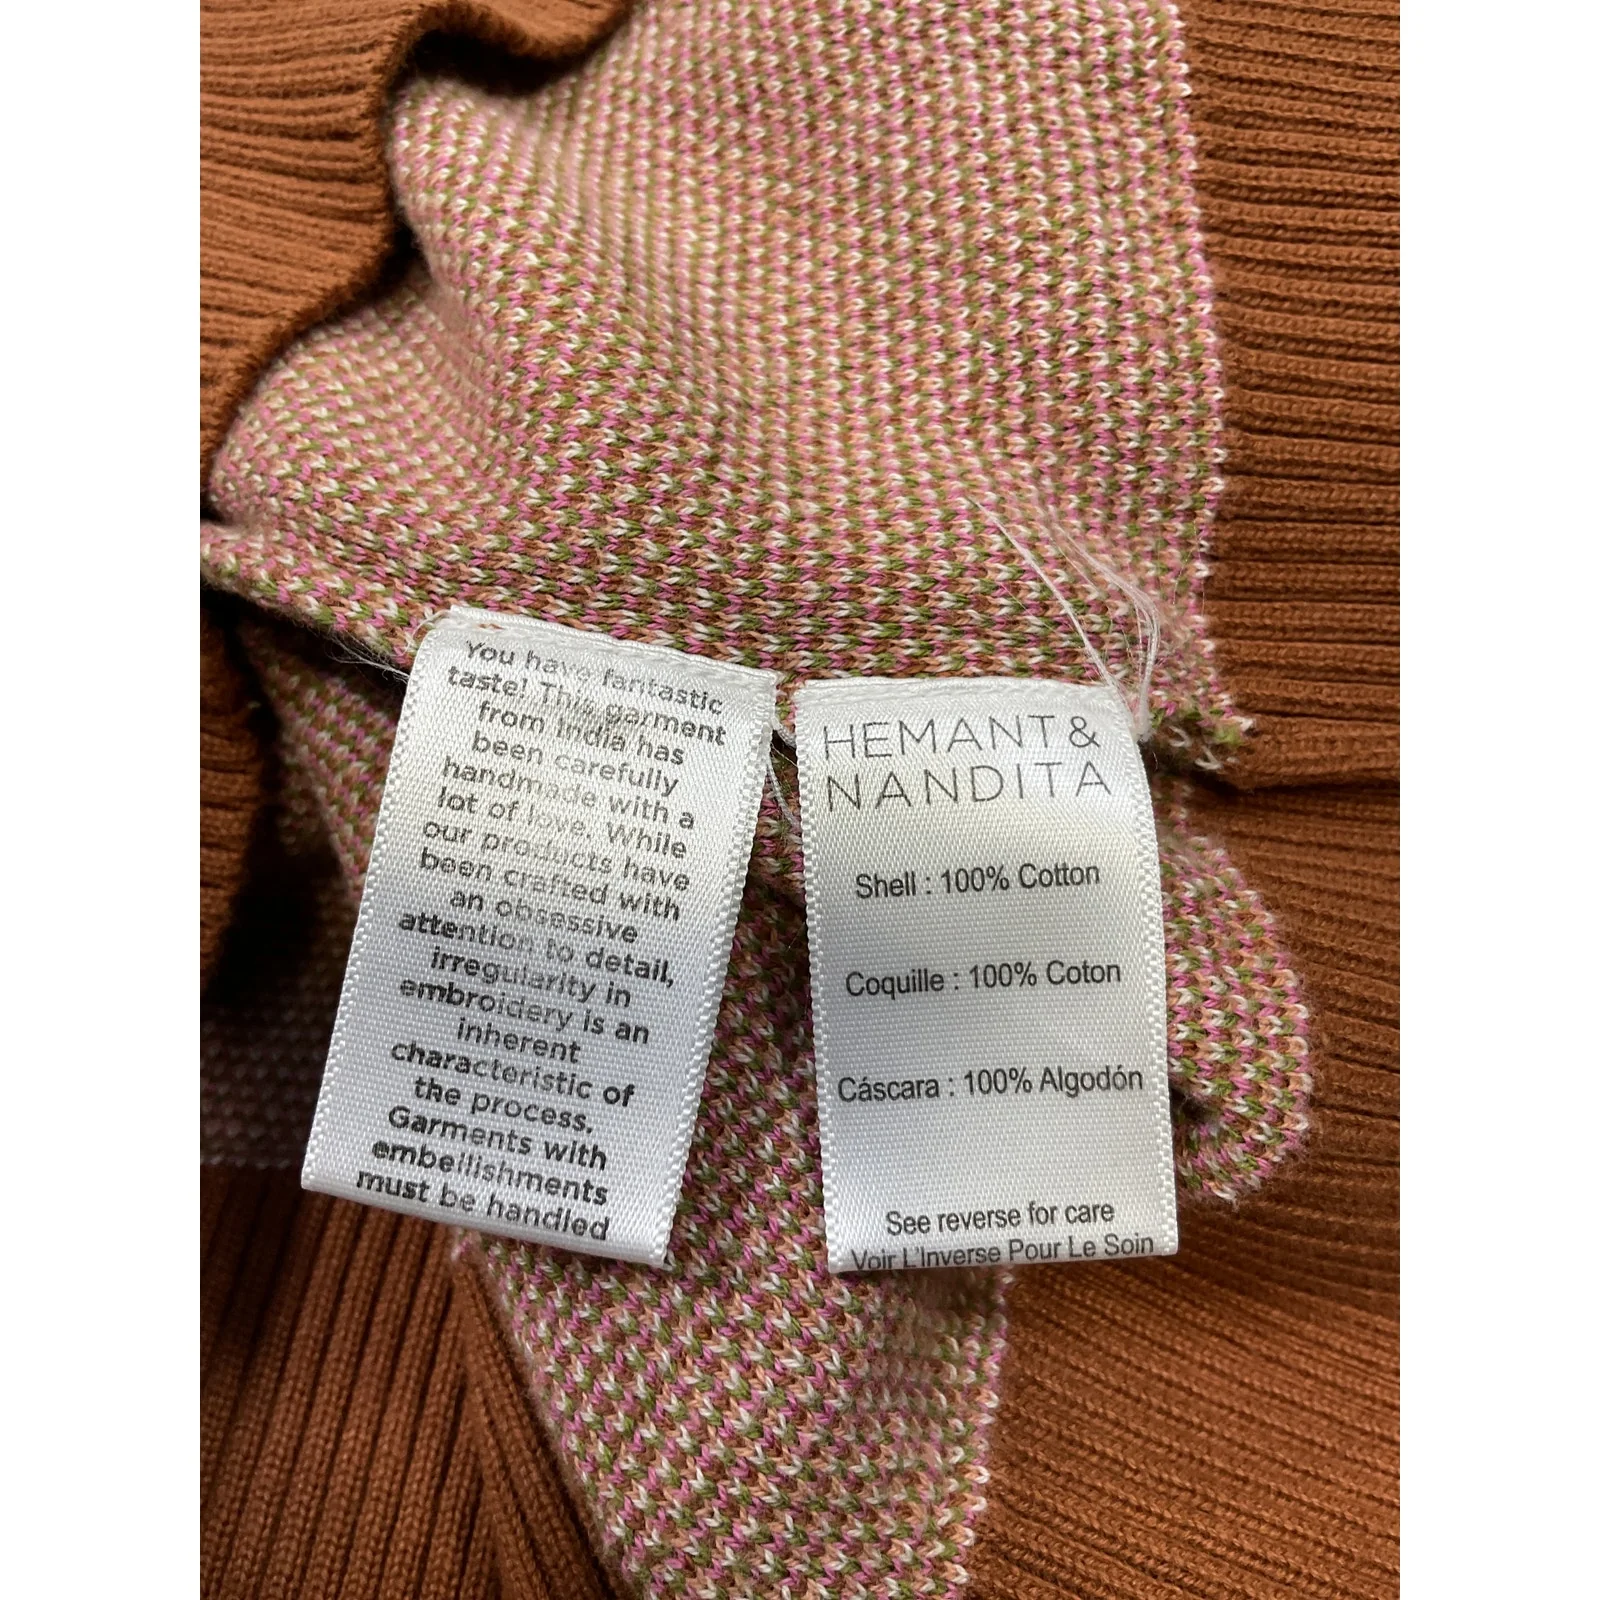 You have fantastic
taste! This garment
from India has
been carefully
handmade with a
lot of love. While
our products have
been crafted with
an obsessive
attention to detail,
irregularity in
embroidery is an
inherent
characteristic of
the process.
Garments with
embellishments
must be handled
HEMANT &
NANDITA
Shell : 100% Cotton
Coquille : 100% Coton
Cáscara : 100% Algodón
See reverse for care
Voir L'Inverse Pour Le Soin